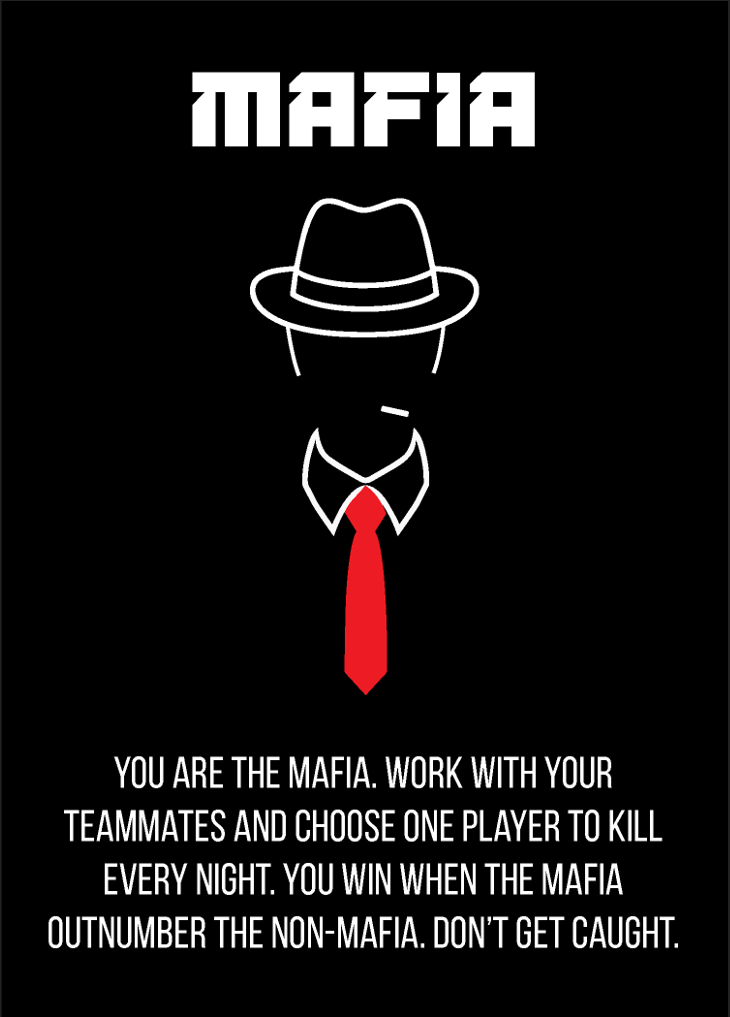 MAFIA
YOU ARE THE MAFIA. WORK WITH YOUR
TEAMMATES AND CHOOSE ONE PLAYER TO KILL
EVERY NIGHT. YOU WIN WHEN THE MAFIA
OUTNUMBER THE NON-MAFIA. DON'T GET CAUGHT.